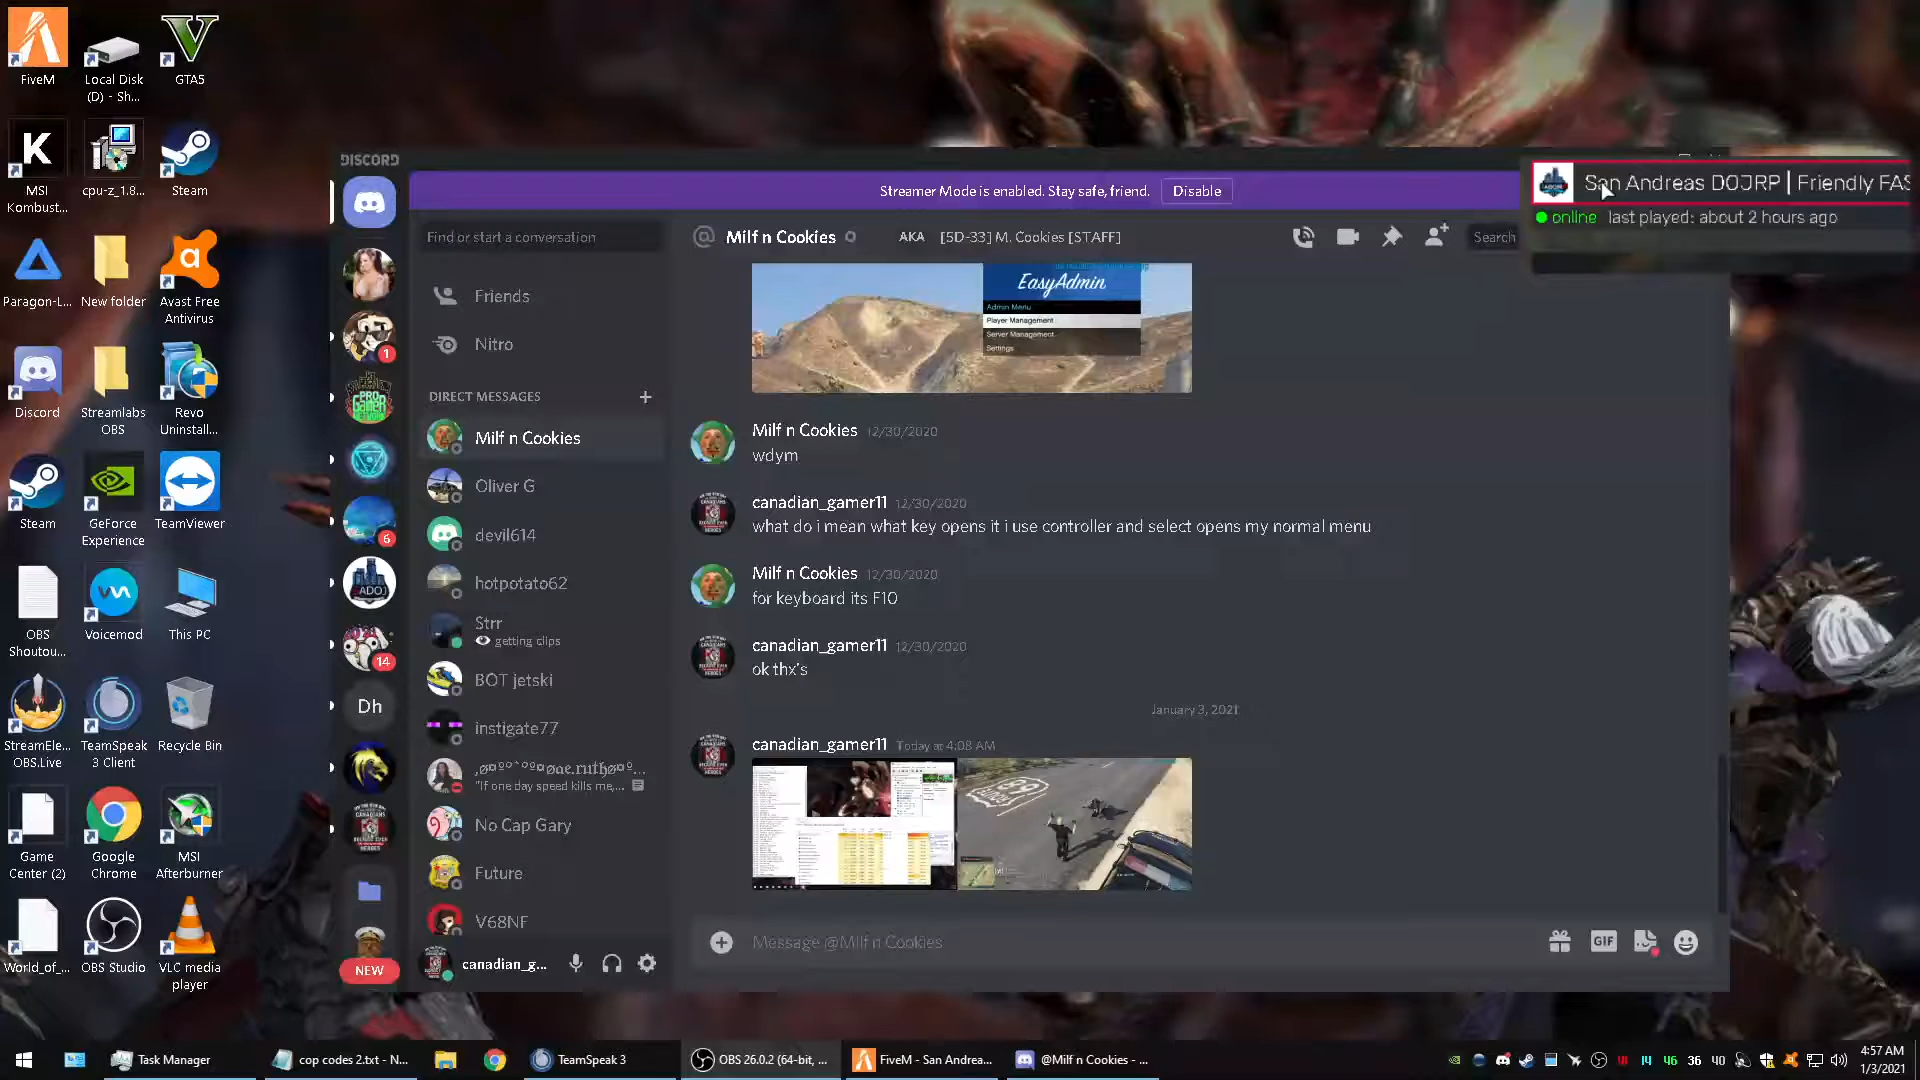 FiveM
Local Disk
(D) - Sh...
GTA5
MSI
Kombust...
cpu-z_1.8...
Steam
Paragon-L...
New folder
Avast Free
Antivirus
Discord
Streamlabs
OBS
Revo
Uninstall...
Steam
GeForce
Experience
TeamViewer
OBS
Shoutou...
Voicemod
This PC
StreamEle...
OBS.Live
TeamSpeak
3 Client
Recycle Bin
Game
Center (2)
Google
Chrome
MSI
Afterburner
World_of_...
OBS Studio
VLC media
player
DISCORD
1
PRO
Gamer
6
14
Dh
NEW
Streamer Mode is enabled. Stay safe, friend.
Disable
San Andreas DOJRP | Friendly FAS
online last played: about 2 hours ago
Find or start a conversation
Friends
Nitro
DIRECT MESSAGES
Milf n Cookies
Oliver G
devil614
hotpotato62
Strr
getting clips
BOT jetski
instigate77
"If one day speed kills me,...
No Cap Gary
Future
V68NF
canadian_g...
Milf n Cookies
AKA [5D-33] M. Cookies [STAFF]
Search
EasyAdmin
Admin Menu
Player Management
Server Management
Settings
Milf n Cookies 12/30/2020
wdym
canadian_gamer11 12/30/2020
what do i mean what key opens it i use controller and select opens my normal menu
Milf n Cookies 12/30/2020
for keyboard its F10
canadian_gamer11 12/30/2020
ok thx's
January 3, 2021
canadian_gamer11 Today at 4:08 AM
Message @Milf n Cookies
GIF
Task Manager
cop codes 2.txt - N...
TeamSpeak 3
OBS 26.0.2 (64-bit, ...
FiveM - San Andrea...
@Milf n Cookies - ...
14
46
36
40
4:57 AM
1/3/2021